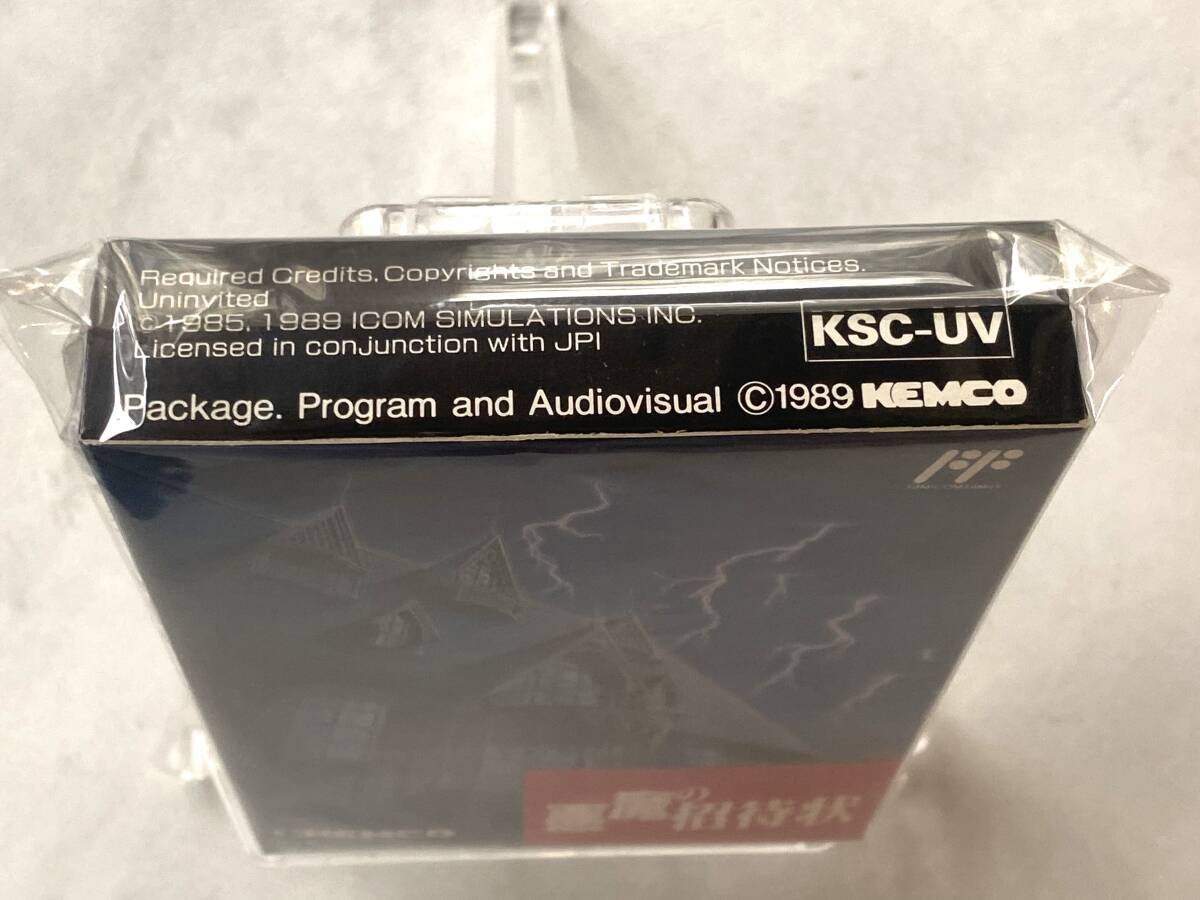 Required Credits, Copyrights and Trademark Notices.
Uninvited
©1985, 1989 ICOM SIMULATIONS INC.
Licensed in conjunction with JPI
KSC-UV
Package. Program and Audiovisual ©1989 KEMCO
悪魔の招待状
KEMCO